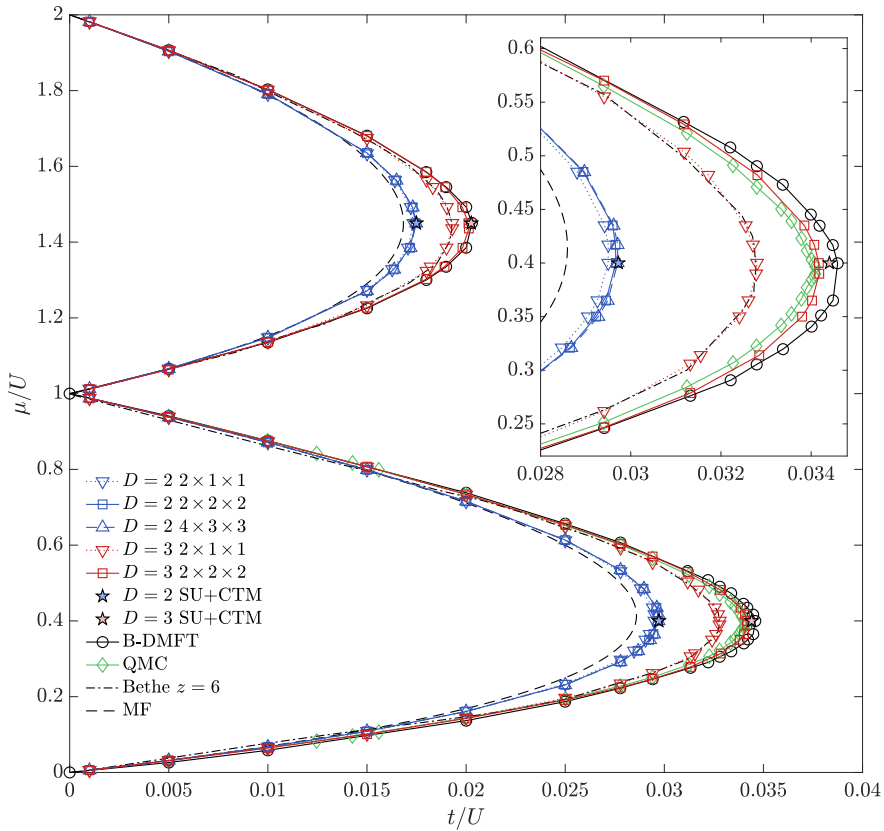 2
1.8
1.6
1.4
1.2
1
0.8
0.6
0.4
0.2
0
μ/U
0
0.005
0.01
0.015
0.02
0.025
0.03
0.035
0.04
t/U
D = 2 2×1×1
D = 2 2×2×2
D = 2 4×3×3
D = 3 2×1×1
D = 3 2×2×2
D = 2 SU+CTM
D = 3 SU+CTM
B-DMFT
QMC
Bethe z = 6
MF
0.6
0.55
0.5
0.45
0.4
0.35
0.3
0.25
0.028
0.03
0.032
0.034